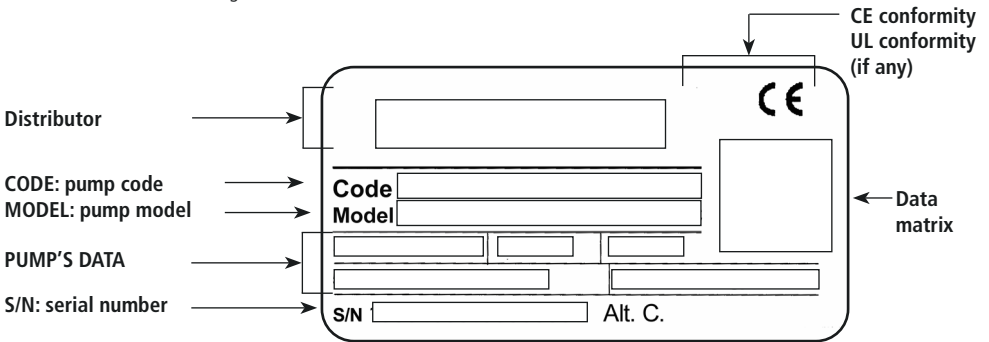 CE conformity
UL conformity
(if any)
CE
Distributor
CODE: pump code
Code
MODEL: pump model
Model
Data
matrix
PUMP'S DATA
S/N: serial number
S/N
Alt. C.